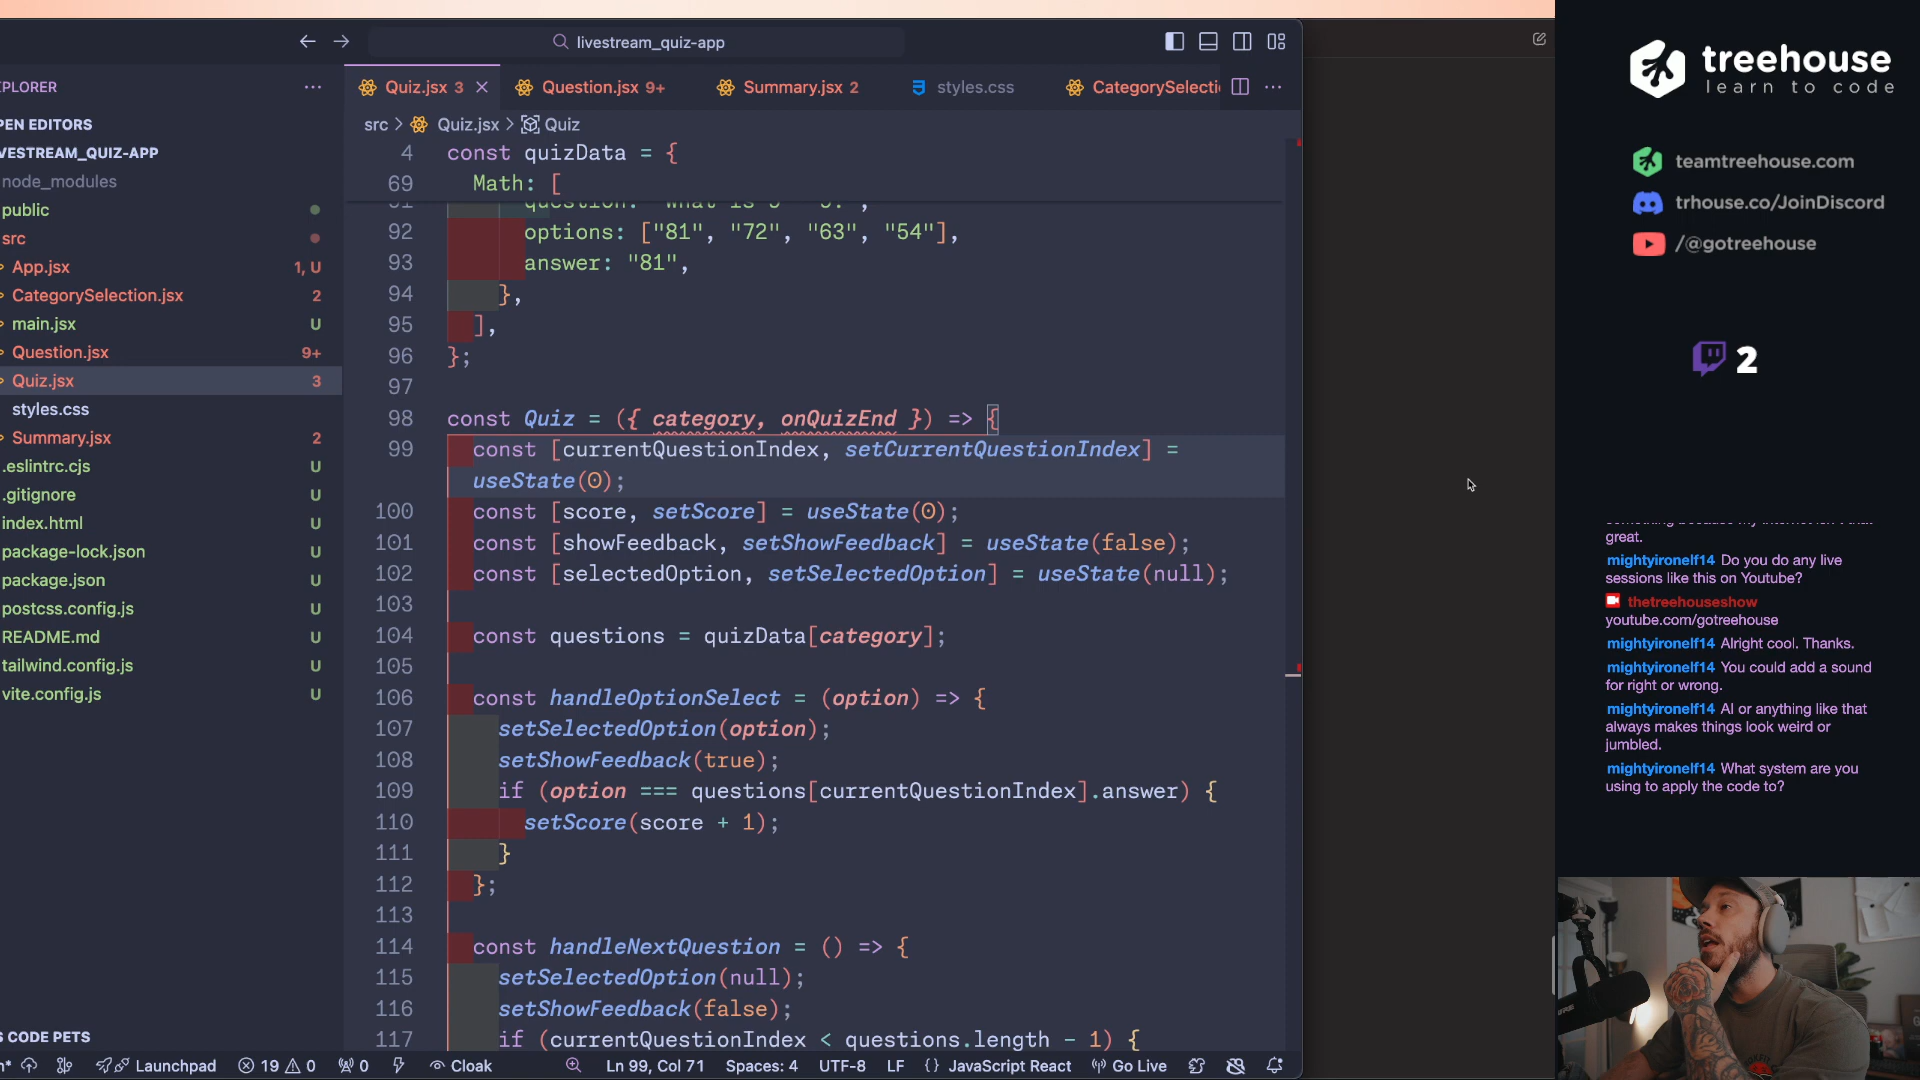 livestream_quiz-app
PLORER
Quiz.jsx 3
Question.jsx 9+
Summary.jsx 2
styles.css
CategorySelecti
PEN EDITORS
VESTREAM_QUIZ-APP
node_modules
public
src
App.jsx 1, U
CategorySelection.jsx 2
main.jsx U
Question.jsx 9+
Quiz.jsx 3
styles.css
Summary.jsx 2
.eslintrc.cjs U
.gitignore U
index.html U
package-lock.json U
package.json U
postcss.config.js U
README.md U
tailwind.config.js U
vite.config.js U
S CODE PETS
src > Quiz.jsx > Quiz
4 const quizData = {
69 Math: [
92 options: ["81", "72", "63", "54"],
93 answer: "81",
94 },
95 ],
96 };
97
98 const Quiz = ({ category, onQuizEnd }) => {
99 const [currentQuestionIndex, setCurrentQuestionIndex] =
useState(0);
100 const [score, setScore] = useState(0);
101 const [showFeedback, setShowFeedback] = useState(false);
102 const [selectedOption, setSelectedOption] = useState(null);
103
104 const questions = quizData[category];
105
106 const handleOptionSelect = (option) => {
107 setSelectedOption(option);
108 setShowFeedback(true);
109 if (option === questions[currentQuestionIndex].answer) {
110 setScore(score + 1);
111 }
112 };
113
114 const handleNextQuestion = () => {
115 setSelectedOption(null);
116 setShowFeedback(false);
117 if (currentQuestionIndex < questions.length - 1) {
Launchpad 19 0 0 Cloak Ln 99, Col 71 Spaces: 4 UTF-8 LF {} JavaScript React Go Live
treehouse
learn to code
teamtreehouse.com
trhouse.co/JoinDiscord
/@gotreehouse
2
great.
mightyironelf14 Do you do any live
sessions like this on Youtube?
thetreehouseshow
youtube.com/gotreehouse
mightyironelf14 Alright cool. Thanks.
mightyironelf14 You could add a sound
for right or wrong.
mightyironelf14 AI or anything like that
always makes things look weird or
jumbled.
mightyironelf14 What system are you
using to apply the code to?